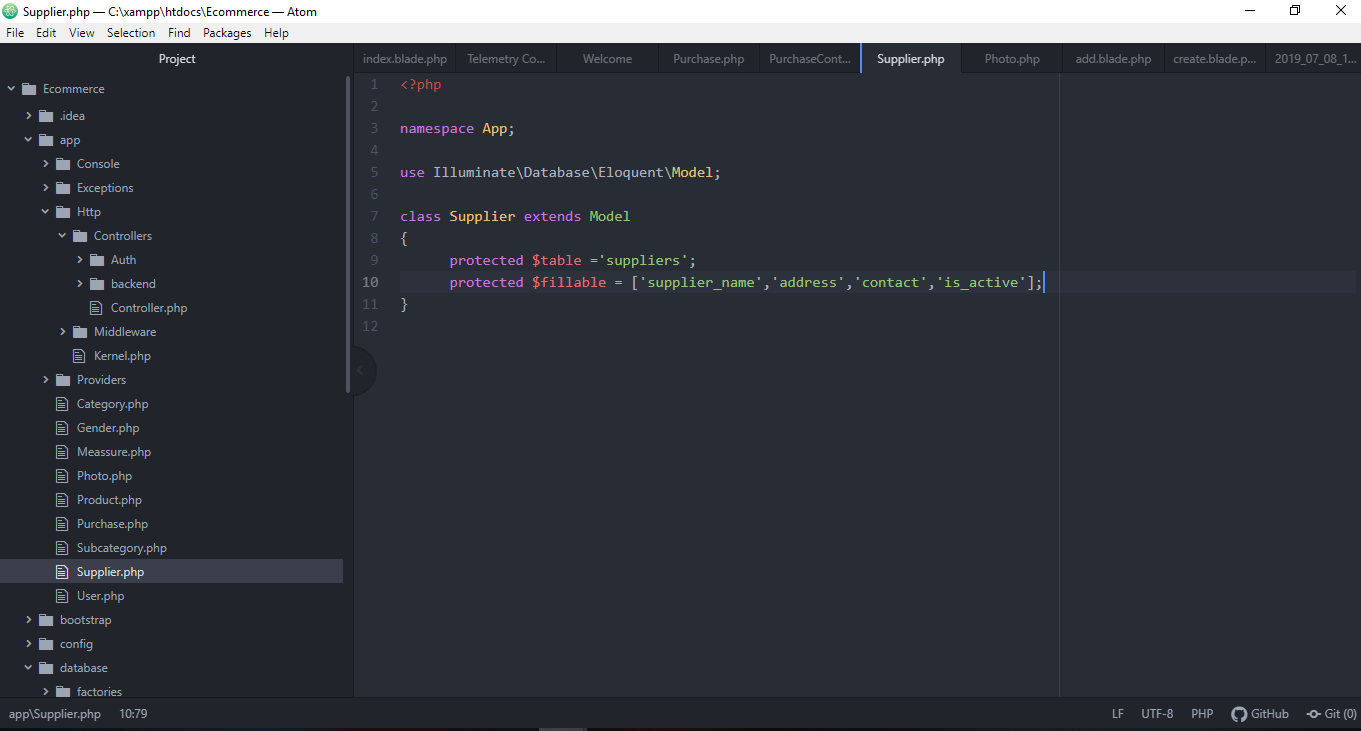 Supplier.php — C:\xampp\htdocs\Ecommerce — Atom
File Edit View Selection Find Packages Help
Project
Ecommerce
.idea
app
Console
Exceptions
Http
Controllers
Auth
backend
Controller.php
Middleware
Kernel.php
Providers
Category.php
Gender.php
Meassure.php
Photo.php
Product.php
Purchase.php
Subcategory.php
Supplier.php
User.php
bootstrap
config
database
factories
index.blade.php Telemetry Co... Welcome Purchase.php PurchaseCont... Supplier.php Photo.php add.blade.php create.blade.p... 2019_07_08_1...
1 <?php
2
3 namespace App;
4
5 use Illuminate\Database\Eloquent\Model;
6
7 class Supplier extends Model
8 {
9 protected $table ='suppliers';
10 protected $fillable = ['supplier_name','address','contact','is_active'];
11 }
12
app\Supplier.php 10:79 LF UTF-8 PHP GitHub Git (0)